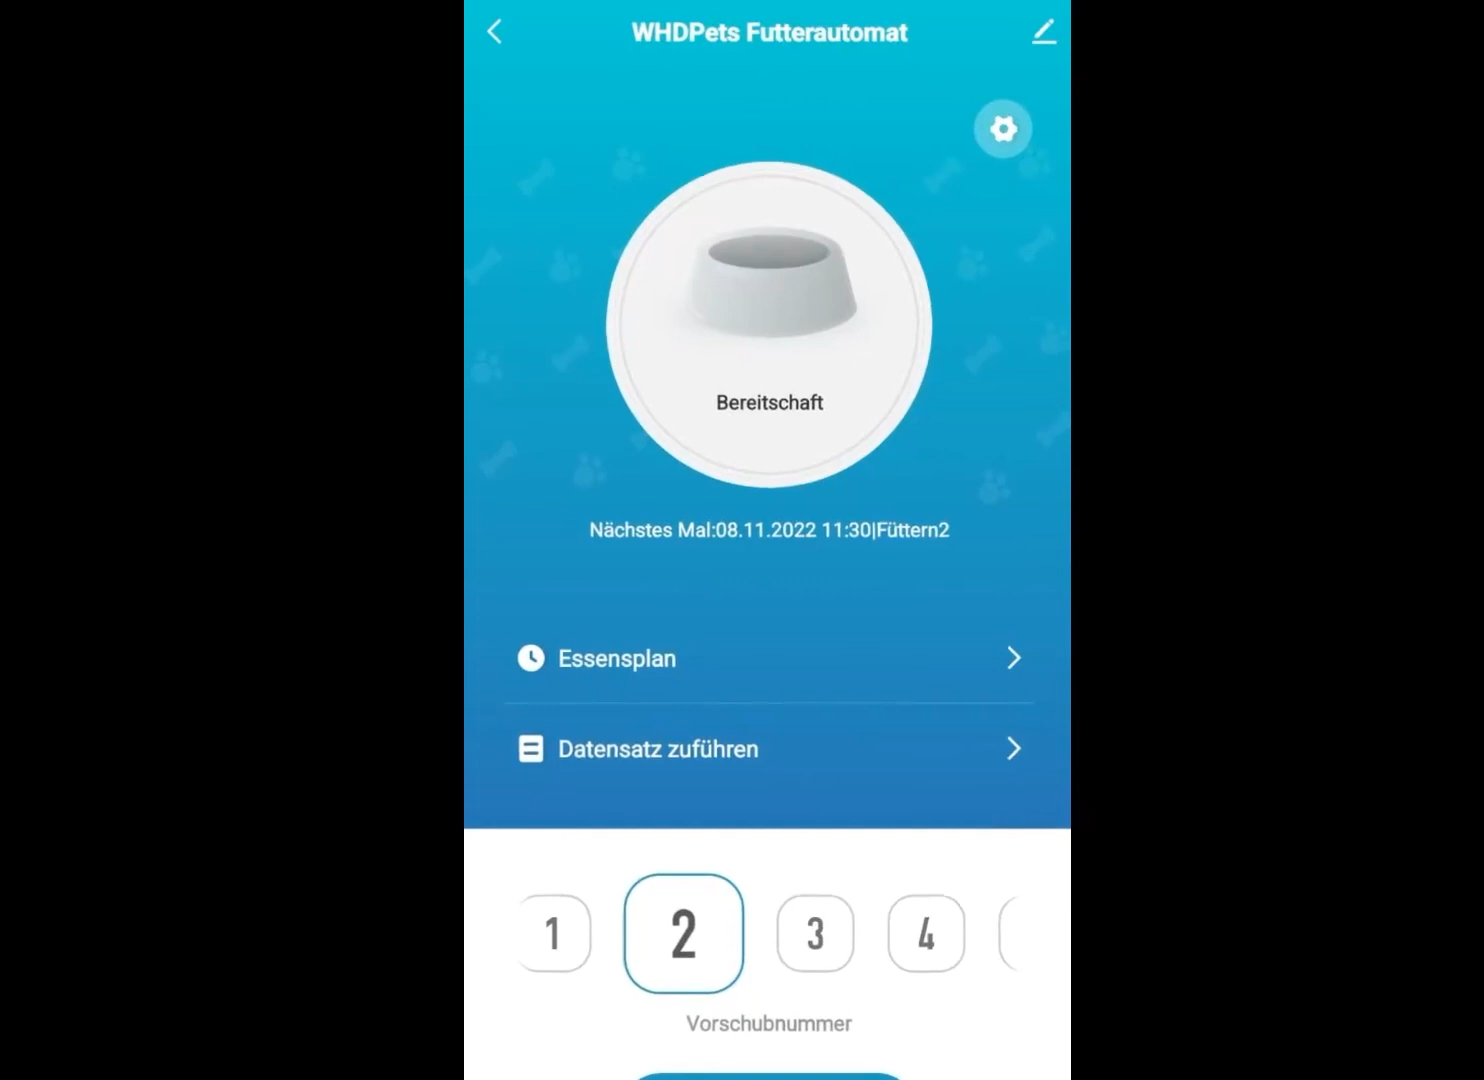 WHDPets Futterautomat
Bereitschaft
Nächstes Mal:08.11.2022 11:30|Füttern2
Essensplan
Datensatz zuführen
1 2 3 4
Vorschubnummer